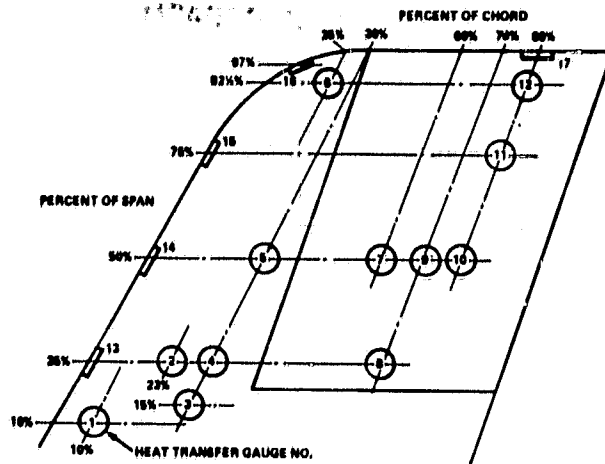 PERCENT OF CHORD
25% 30% 60% 70% 80%
97%
92½%
16 6 12 17
75% 15 11
PERCENT OF SPAN
50% 14 5 7 9 10
25% 13 2 4 8
23%
15% 3
10% 1
10% HEAT TRANSFER GAUGE NO.